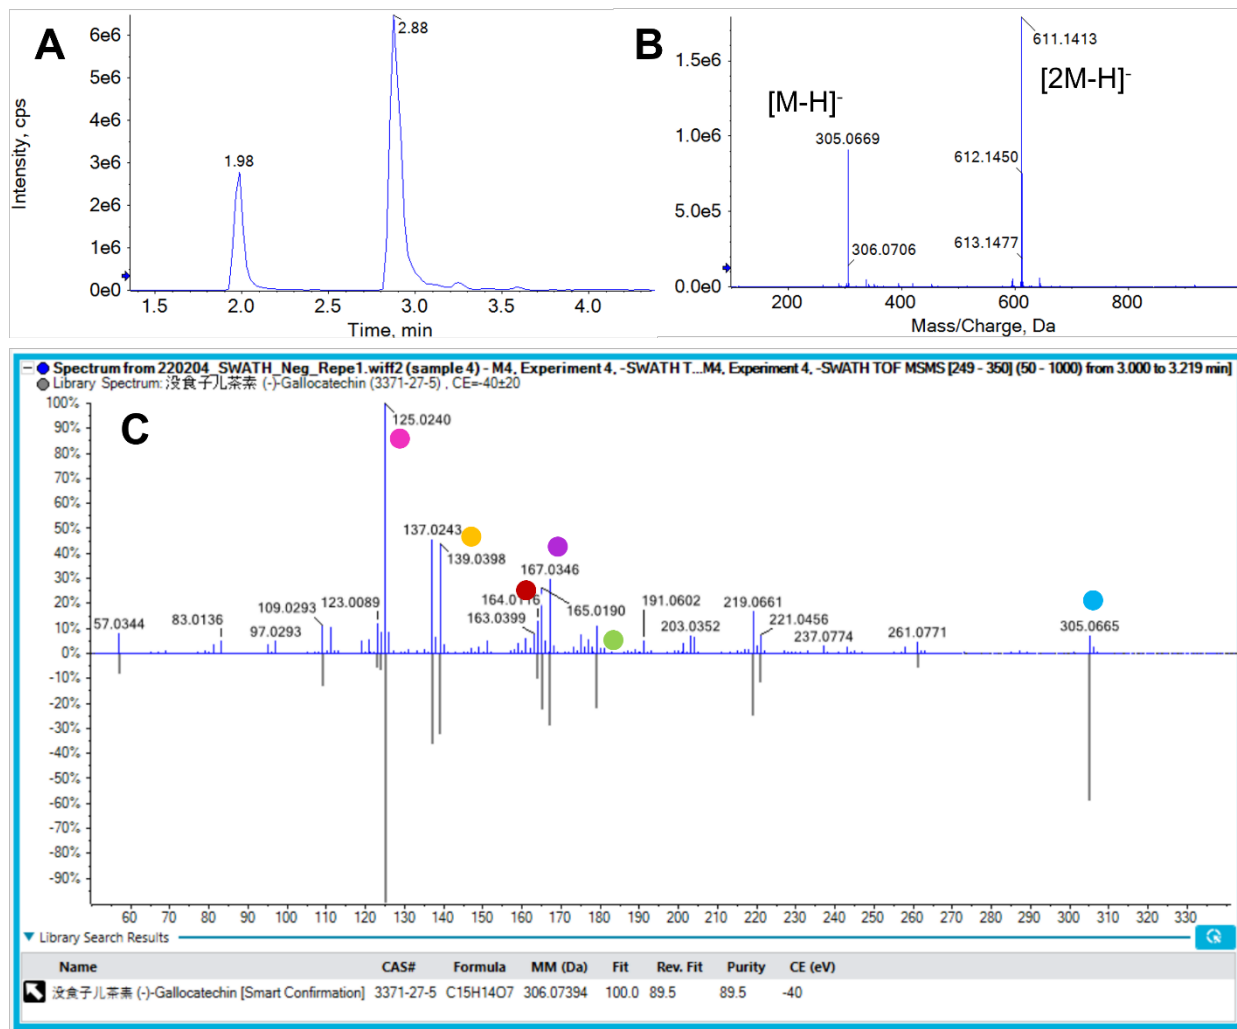 A
Intensity, cps
6e6
5e6
4e6
3e6
2e6
1e6
0e0
1.98
2.88
1.5
2.0
2.5
3.0
3.5
4.0
Time, min
B
1.5e6
1.0e6
5.0e5
0.0e0
[M-H]-
305.0669
306.0706
611.1413
[2M-H]-
612.1450
613.1477
200
400
600
800
Mass/Charge, Da
Spectrum from 220204_SWATH_Neg_Repe1.wiff2 (sample 4) - M4, Experiment 4, -SWATH T...M4, Experiment 4, -SWATH TOF MSMS [249 - 350] (50 - 1000) from 3.000 to 3.219 min]
Library Spectrum: 没食子儿茶素 (-)-Gallocatechin (3371-27-5) , CE=-40±20
C
100%
90%
80%
70%
60%
50%
40%
30%
20%
10%
0%
-10%
-20%
-30%
-40%
-50%
-60%
-70%
-80%
-90%
57.0344
83.0136
97.0293
109.0293
123.0089
125.0240
137.0243
139.0398
163.0399
164.0116
167.0346
165.0190
191.0602
203.0352
219.0661
221.0456
237.0774
261.0771
305.0665
60 70 80 90 100 110 120 130 140 150 160 170 180 190 200 210 220 230 240 250 260 270 280 290 300 310 320 330
Library Search Results
Name CAS# Formula MM (Da) Fit Rev. Fit Purity CE (eV)
没食子儿茶素 (-)-Gallocatechin [Smart Confirmation] 3371-27-5 C15H14O7 306.07394 100.0 89.5 89.5 -40